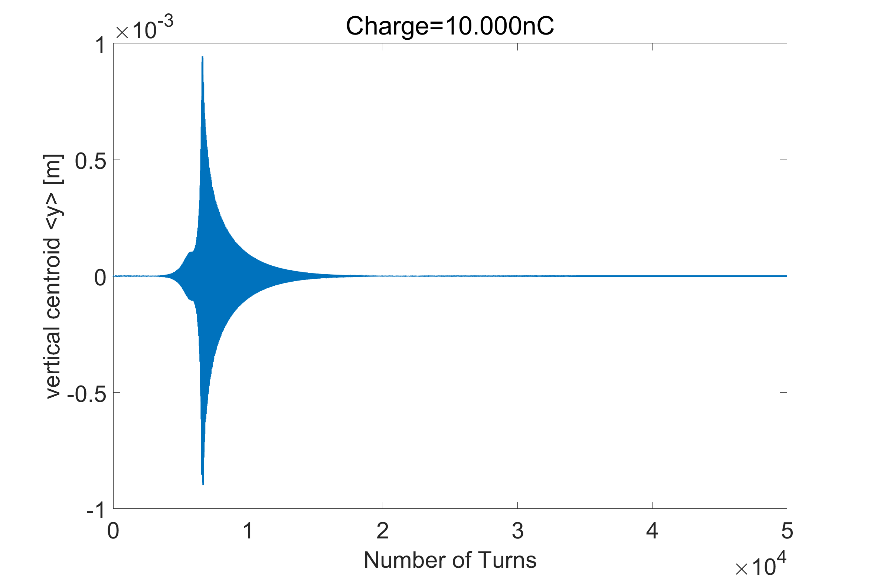 Charge=10.000nC
×10⁻³
1
0.5
0
-0.5
-1
vertical centroid <y> [m]
0 1 2 3 4 5
Number of Turns
×10⁴